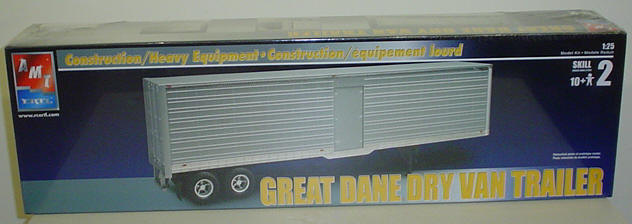 Construction/Heavy Equipment • Construction/équipement lourd
1:25
Model Kit • Modèle Réduit
AMT
ERTL
www.rcertl.com
SKILL
2
10+
GREAT DANE DRY VAN TRAILER